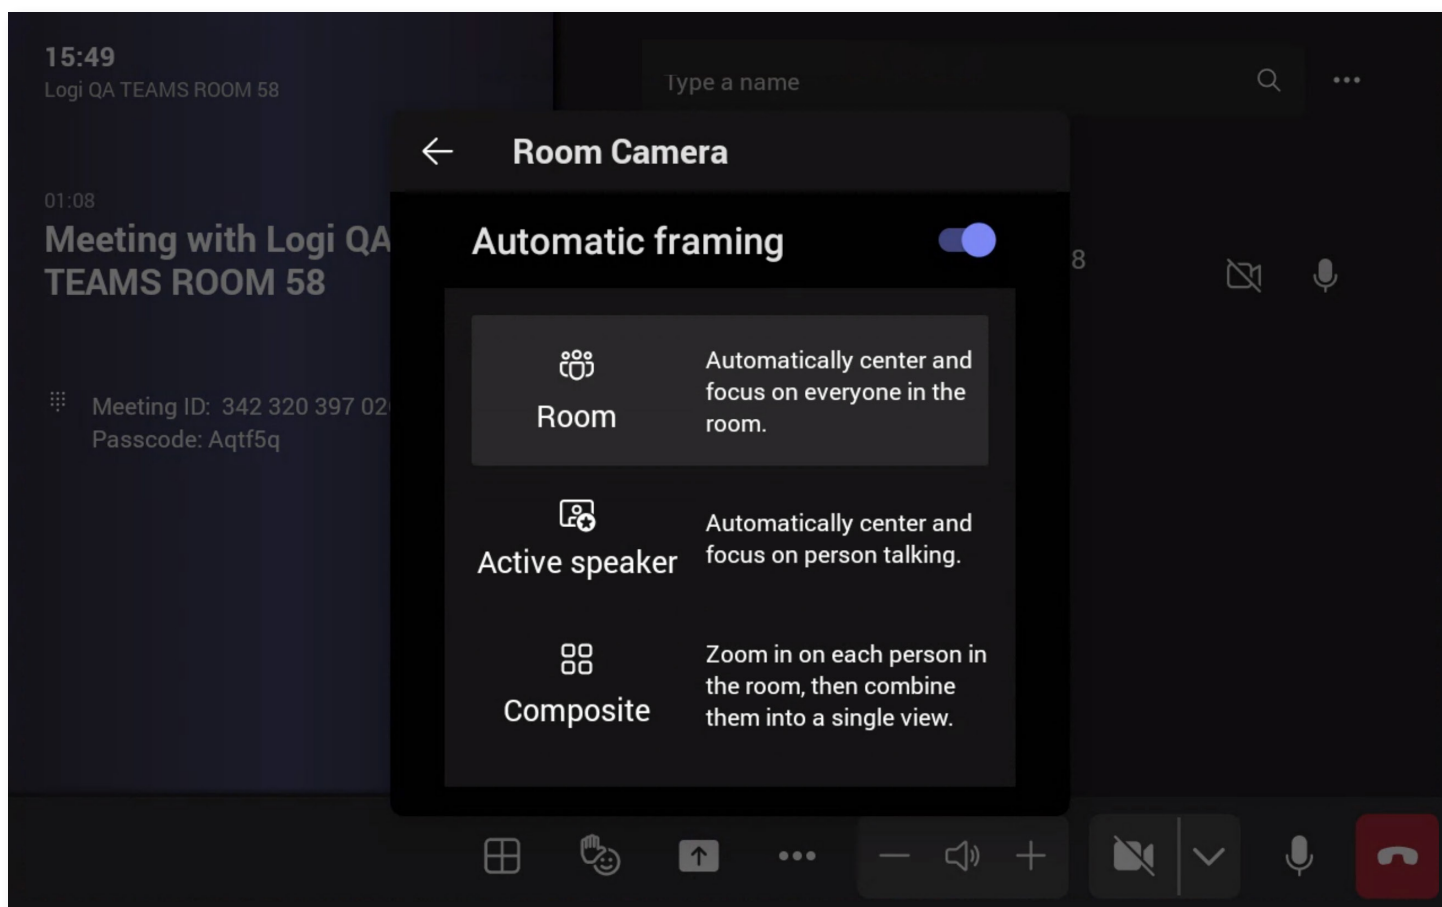 15:49
Logi QA TEAMS ROOM 58
Type a name
Room Camera
01:08
Meeting with Logi QA
TEAMS ROOM 58
Automatic framing
8
Room
Automatically center and
focus on everyone in the
room.
Meeting ID: 342 320 397 02
Passcode: Aqtf5q
Active speaker
Automatically center and
focus on person talking.
Composite
Zoom in on each person in
the room, then combine
them into a single view.